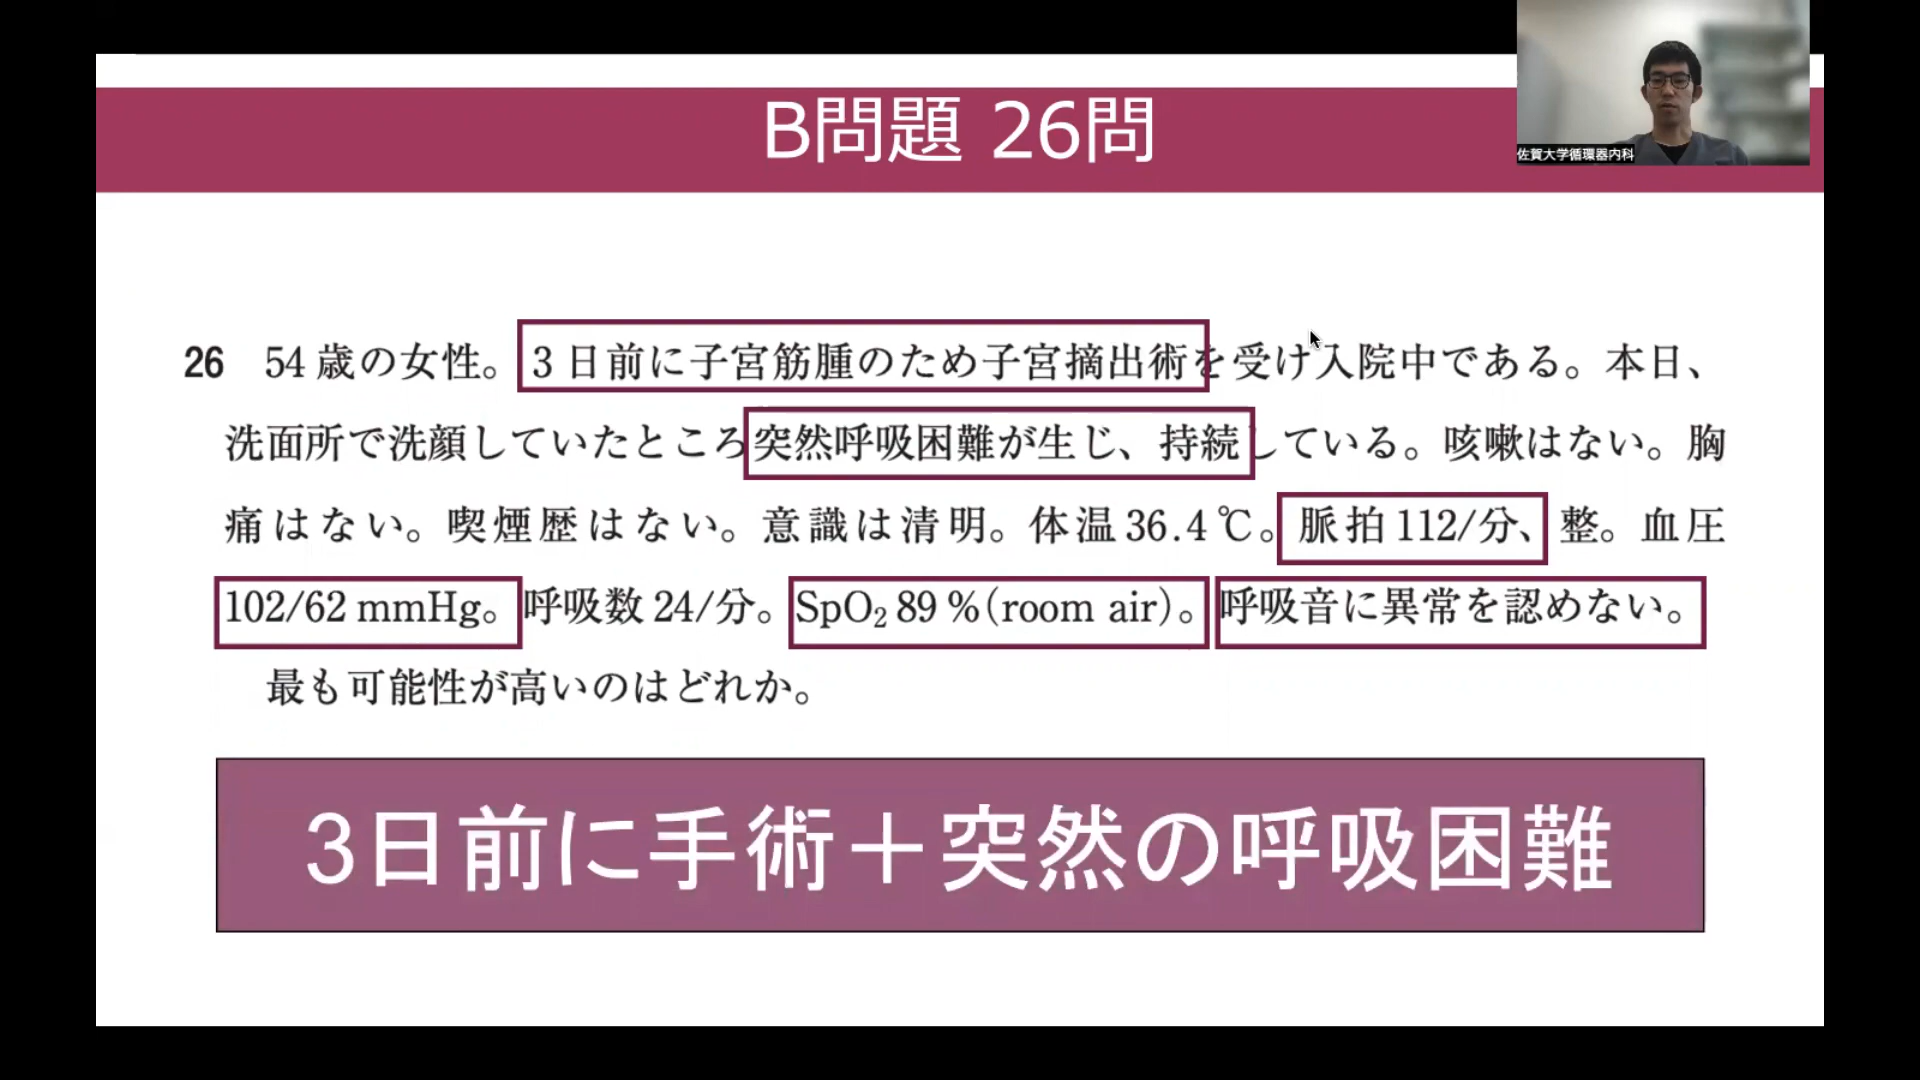 B問題 26問
佐賀大学循環器内科
26 54歳の女性。3日前に子宮筋腫のため子宮摘出術を受け入院中である。本日、
洗面所で洗顔していたところ突然呼吸困難が生じ、持続している。咳嗽はない。胸
痛はない。喫煙歴はない。意識は清明。体温36.4℃。脈拍112/分、整。血圧
102/62 mmHg。呼吸数24/分。SpO₂ 89 %(room air)。呼吸音に異常を認めない。
最も可能性が高いのはどれか。
3日前に手術＋突然の呼吸困難